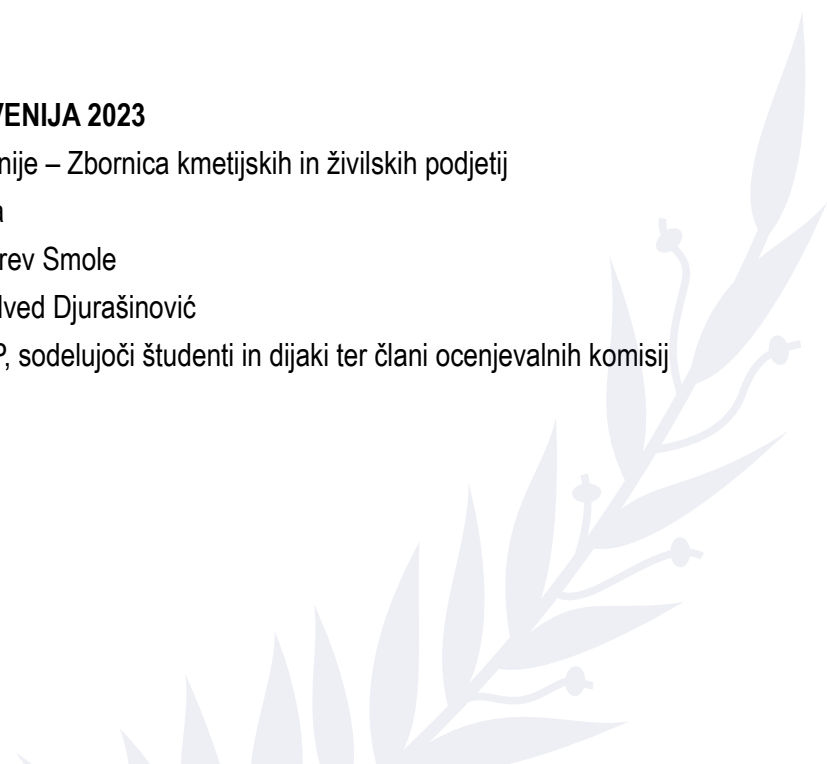 VENIJA 2023
nije – Zbornica kmetijskih in živilskih podjetij
a
rev Smole
lved Djurašinović
P, sodelujoči študenti in dijaki ter člani ocenjevalnih komisij